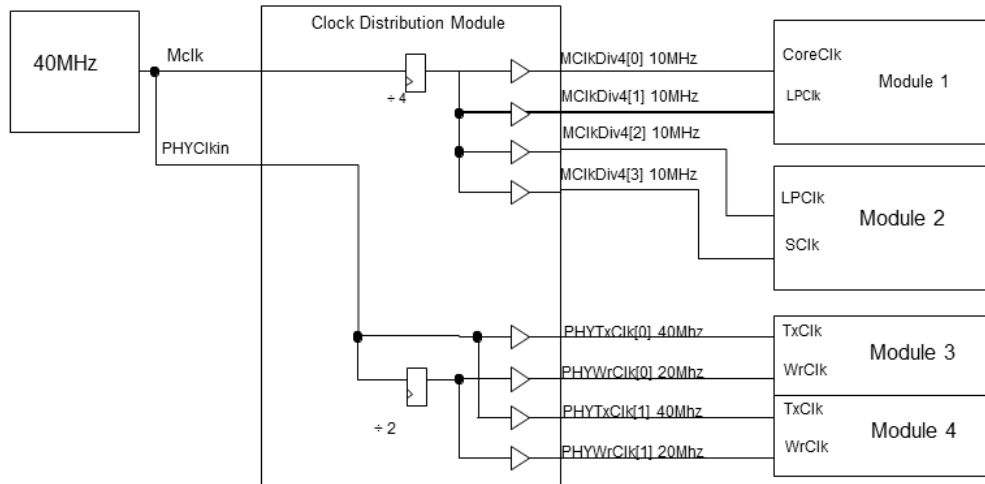 Clock Distribution Module
40MHz
Mclk
÷ 4
PHYClkin
MClkDiv4[0] 10MHz
MClkDiv4[1] 10MHz
MClkDiv4[2] 10MHz
MClkDiv4[3] 10MHz
CoreClk
Module 1
LPClk
LPClk
Module 2
SClk
÷ 2
PHYTxClk[0] 40Mhz
PHYWrClk[0] 20Mhz
PHYTxClk[1] 40Mhz
PHYWrClk[1] 20Mhz
TxClk
Module 3
WrClk
TxClk
Module 4
WrClk